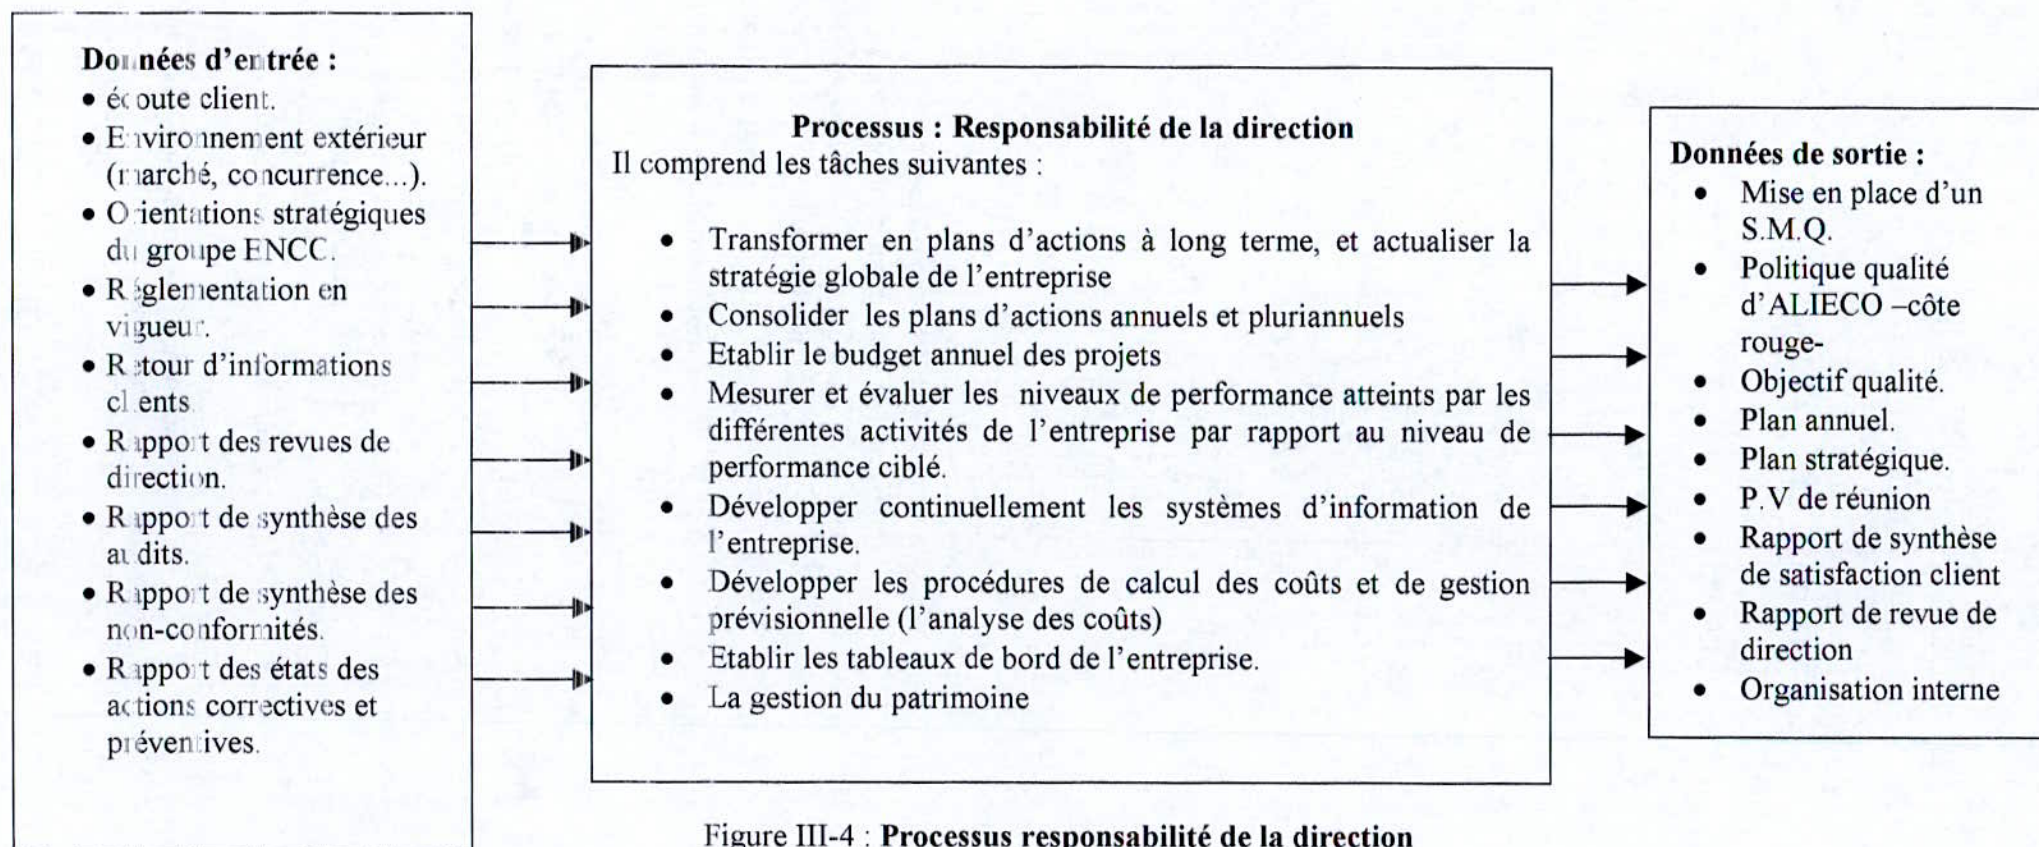 Données d'entrée :
• écoute client.
• Environnement extérieur
(marché, concurrence...).
• Orientations stratégiques
du groupe ENCC.
• Réglementation en
vigueur.
• Retour d'informations
clients.
• Rapport des revues de
direction.
• Rapport de synthèse des
audits.
• Rapport de synthèse des
non-conformités.
• Rapport des états des
actions correctives et
préventives.
Processus : Responsabilité de la direction
Il comprend les tâches suivantes :
• Transformer en plans d'actions à long terme, et actualiser la
stratégie globale de l'entreprise
• Consolider les plans d'actions annuels et pluriannuels
• Etablir le budget annuel des projets
• Mesurer et évaluer les niveaux de performance atteints par les
différentes activités de l'entreprise par rapport au niveau de
performance ciblé.
• Développer continuellement les systèmes d'information de
l'entreprise.
• Développer les procédures de calcul des coûts et de gestion
prévisionnelle (l'analyse des coûts)
• Etablir les tableaux de bord de l'entreprise.
• La gestion du patrimoine
Données de sortie :
• Mise en place d'un
S.M.Q.
• Politique qualité
d'ALIECO –côte
rouge-
• Objectif qualité.
• Plan annuel.
• Plan stratégique.
• P.V de réunion
• Rapport de synthèse
de satisfaction client
• Rapport de revue de
direction
• Organisation interne
Figure III-4 : Processus responsabilité de la direction